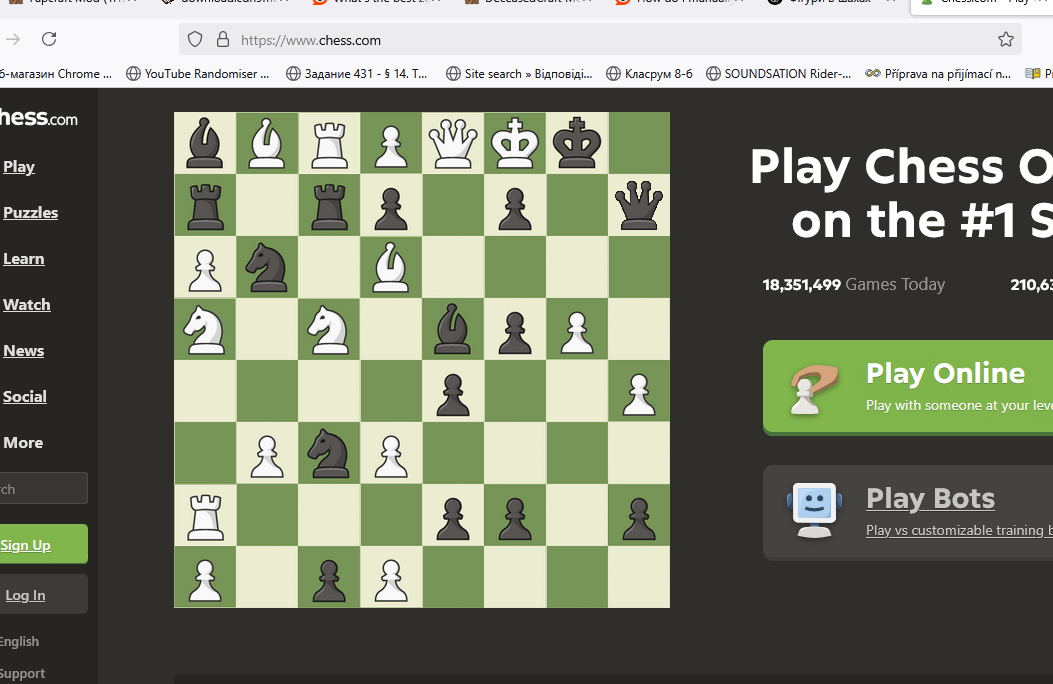 https://www.chess.com
б-магазин Chrome ...
YouTube Randomiser ...
Задание 431 - § 14. Т...
Site search » Відповіді...
Класрум 8-б
SOUNDSATION Rider-...
Příprava na přijímací n...
hess.com
Play
Puzzles
Learn
Watch
News
Social
More
rch
Sign Up
Log In
English
Support
Play Chess O
on the #1 S
18,351,499 Games Today
210,63
Play Online
Play with someone at your leve
Play Bots
Play vs customizable training b